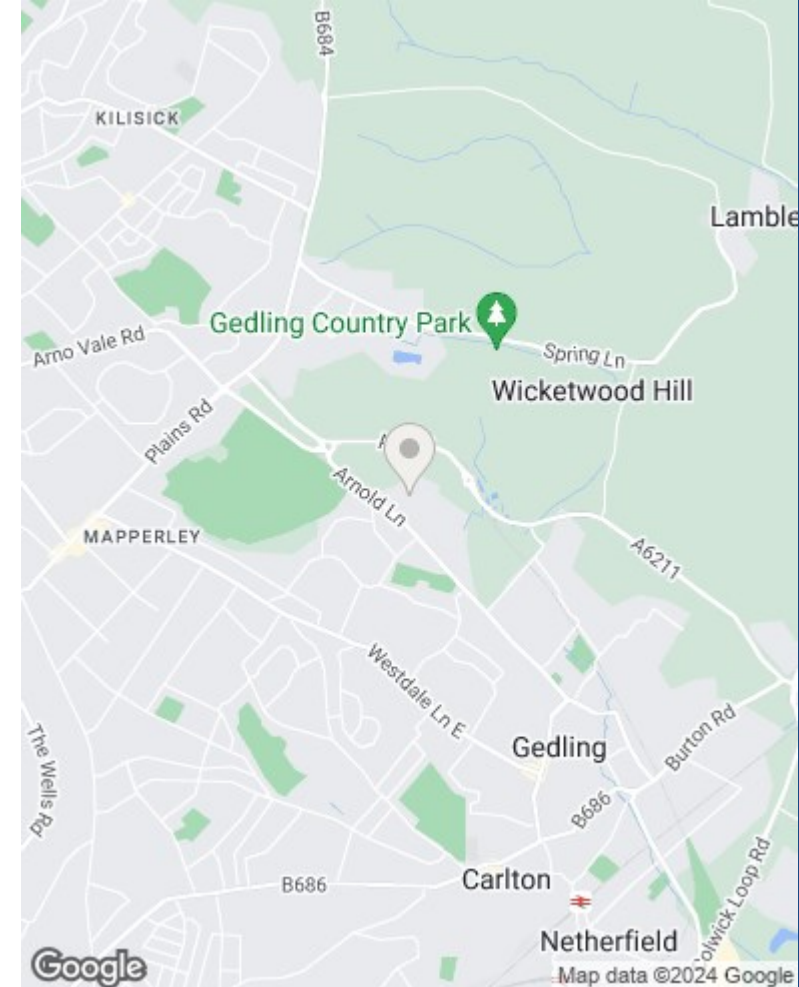 B684
KILISICK
Lamble
Gedling Country Park
Arno Vale Rd
Spring Ln
Wicketwood Hill
Plains Rd
A
Arnold Ln
MAPPERLEY
A6211
Westdale Ln E
The Wells Rd
Burton Rd
Gedling
B686
Colwick Loop Rd
B686
Carlton
Netherfield
Google
Map data ©2024 Google